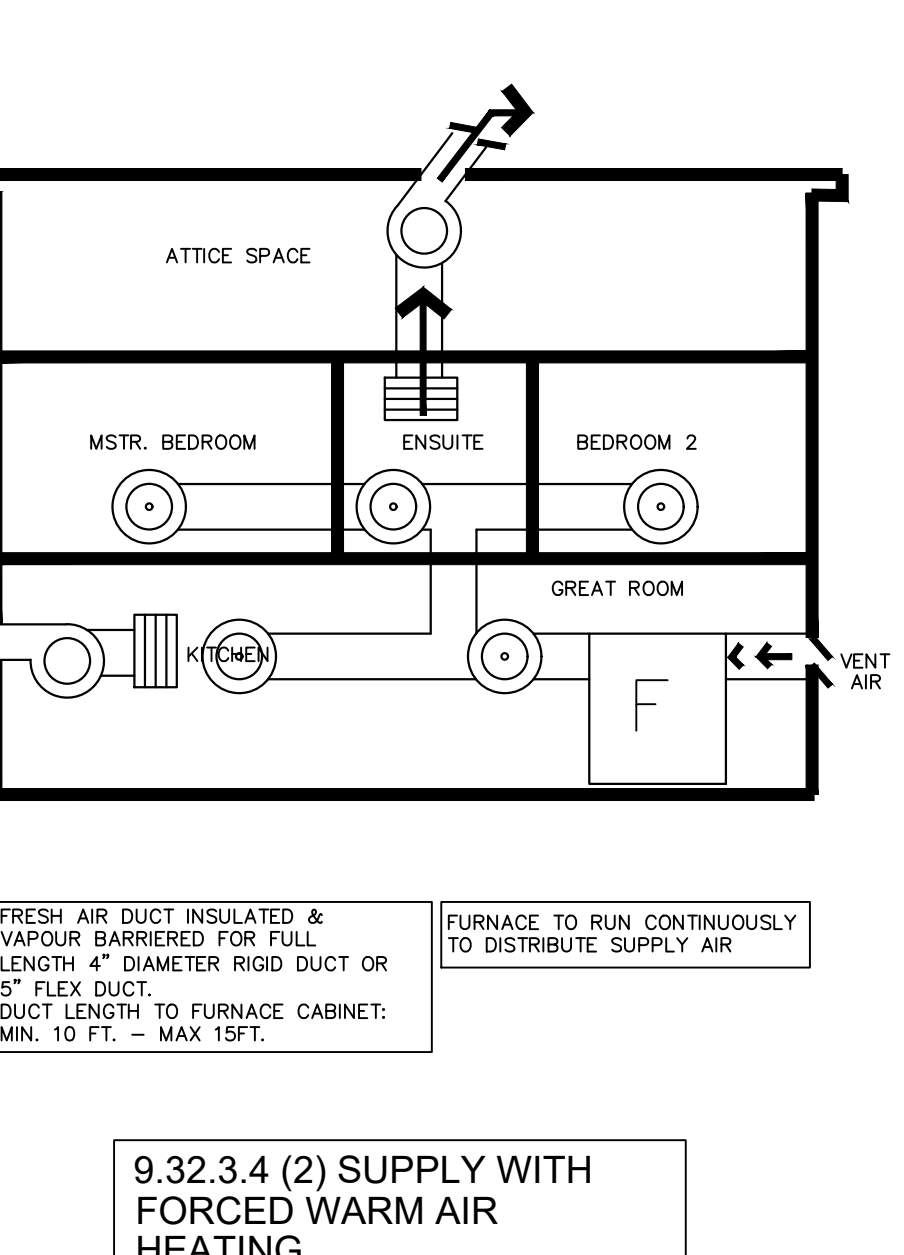 ATTICE SPACE
MSTR. BEDROOM
ENSUITE
BEDROOM 2
GREAT ROOM
KITCHEN
VENT
AIR
F
FRESH AIR DUCT INSULATED &
VAPOUR BARRIERED FOR FULL
LENGTH 4" DIAMETER RIGID DUCT OR
5" FLEX DUCT.
DUCT LENGTH TO FURNACE CABINET:
MIN. 10 FT. – MAX 15FT.
FURNACE TO RUN CONTINUOUSLY
TO DISTRIBUTE SUPPLY AIR
9.32.3.4 (2) SUPPLY WITH
FORCED WARM AIR
HEATING